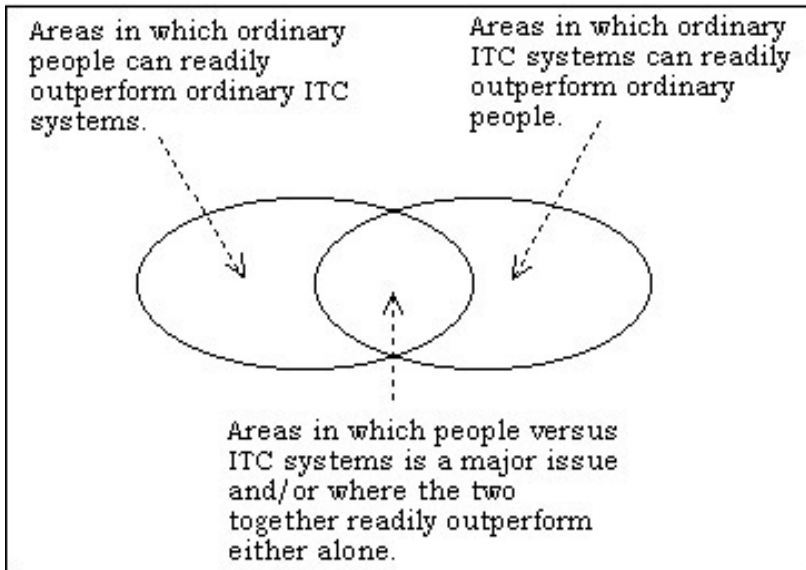 Areas in which ordinary
people can readily
outperform ordinary ITC
systems.
Areas in which ordinary
ITC systems can readily
outperform ordinary
people.
Areas in which people versus
ITC systems is a major issue
and/or where the two
together readily outperform
either alone.